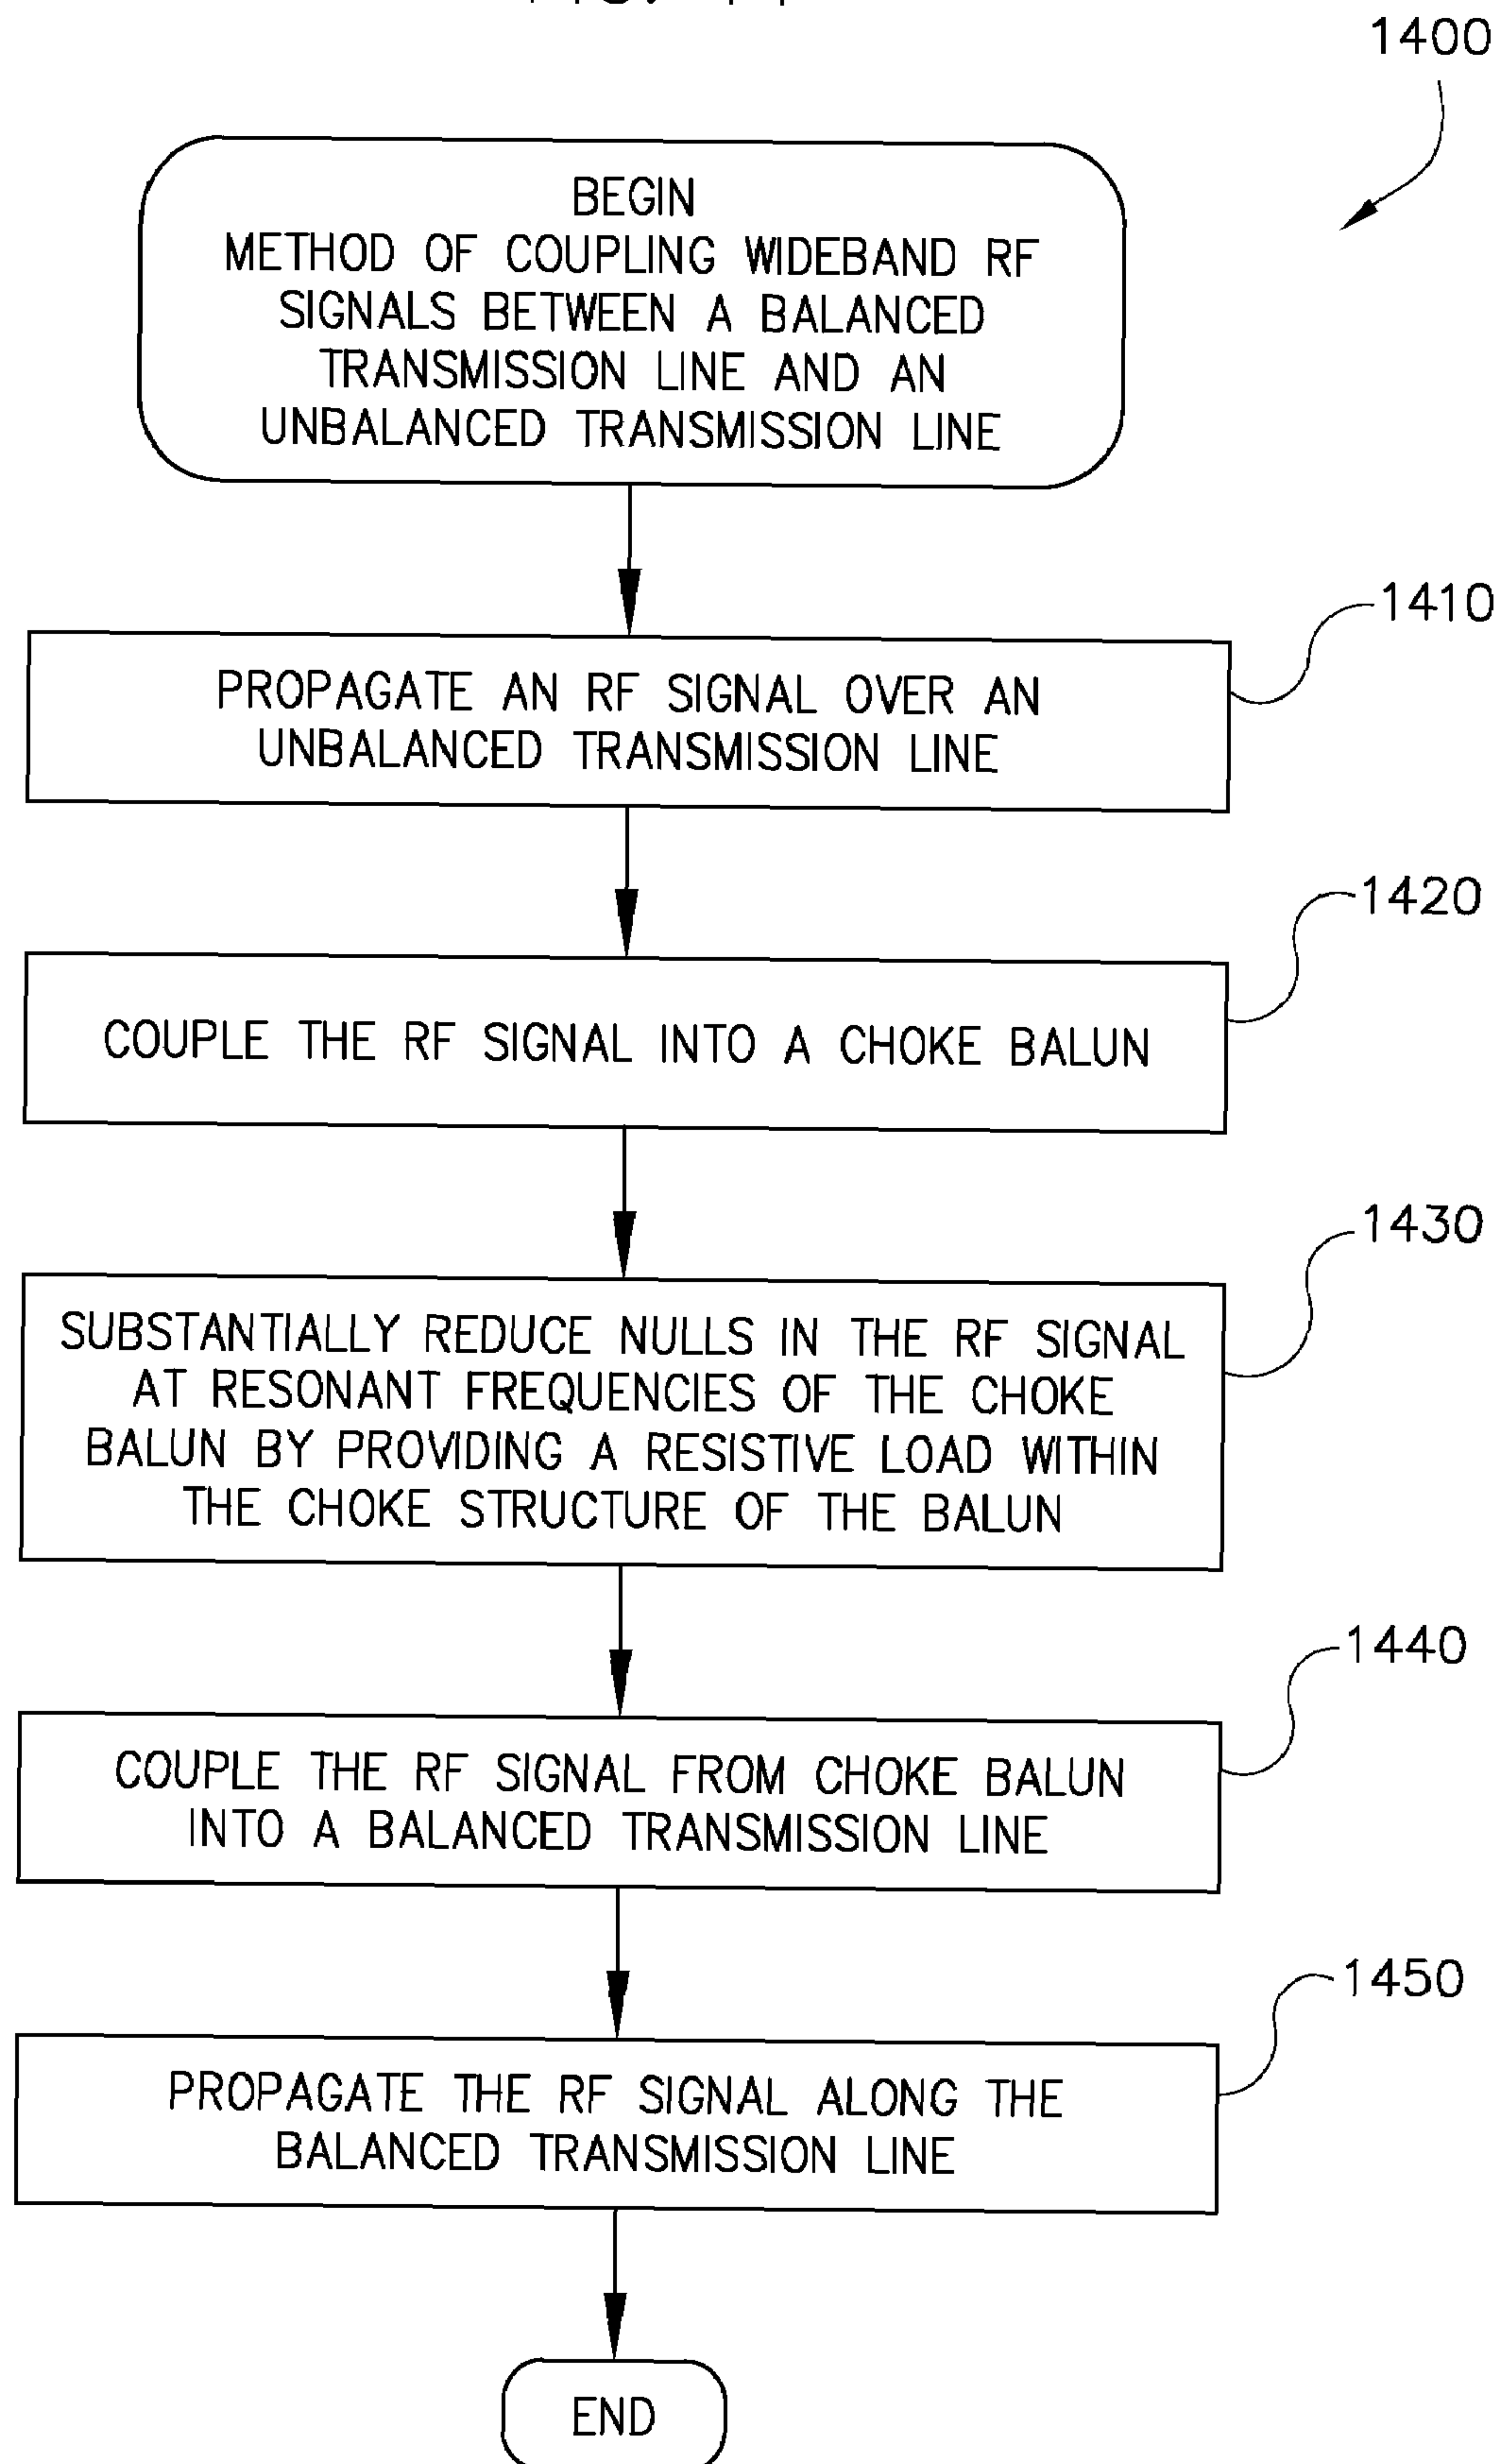 1400
BEGIN
METHOD OF COUPLING WIDEBAND RF
SIGNALS BETWEEN A BALANCED
TRANSMISSION LINE AND AN
UNBALANCED TRANSMISSION LINE
1410
PROPAGATE AN RF SIGNAL OVER AN
UNBALANCED TRANSMISSION LINE
1420
COUPLE THE RF SIGNAL INTO A CHOKE BALUN
1430
SUBSTANTIALLY REDUCE NULLS IN THE RF SIGNAL
AT RESONANT FREQUENCIES OF THE CHOKE
BALUN BY PROVIDING A RESISTIVE LOAD WITHIN
THE CHOKE STRUCTURE OF THE BALUN
1440
COUPLE THE RF SIGNAL FROM CHOKE BALUN
INTO A BALANCED TRANSMISSION LINE
1450
PROPAGATE THE RF SIGNAL ALONG THE
BALANCED TRANSMISSION LINE
END